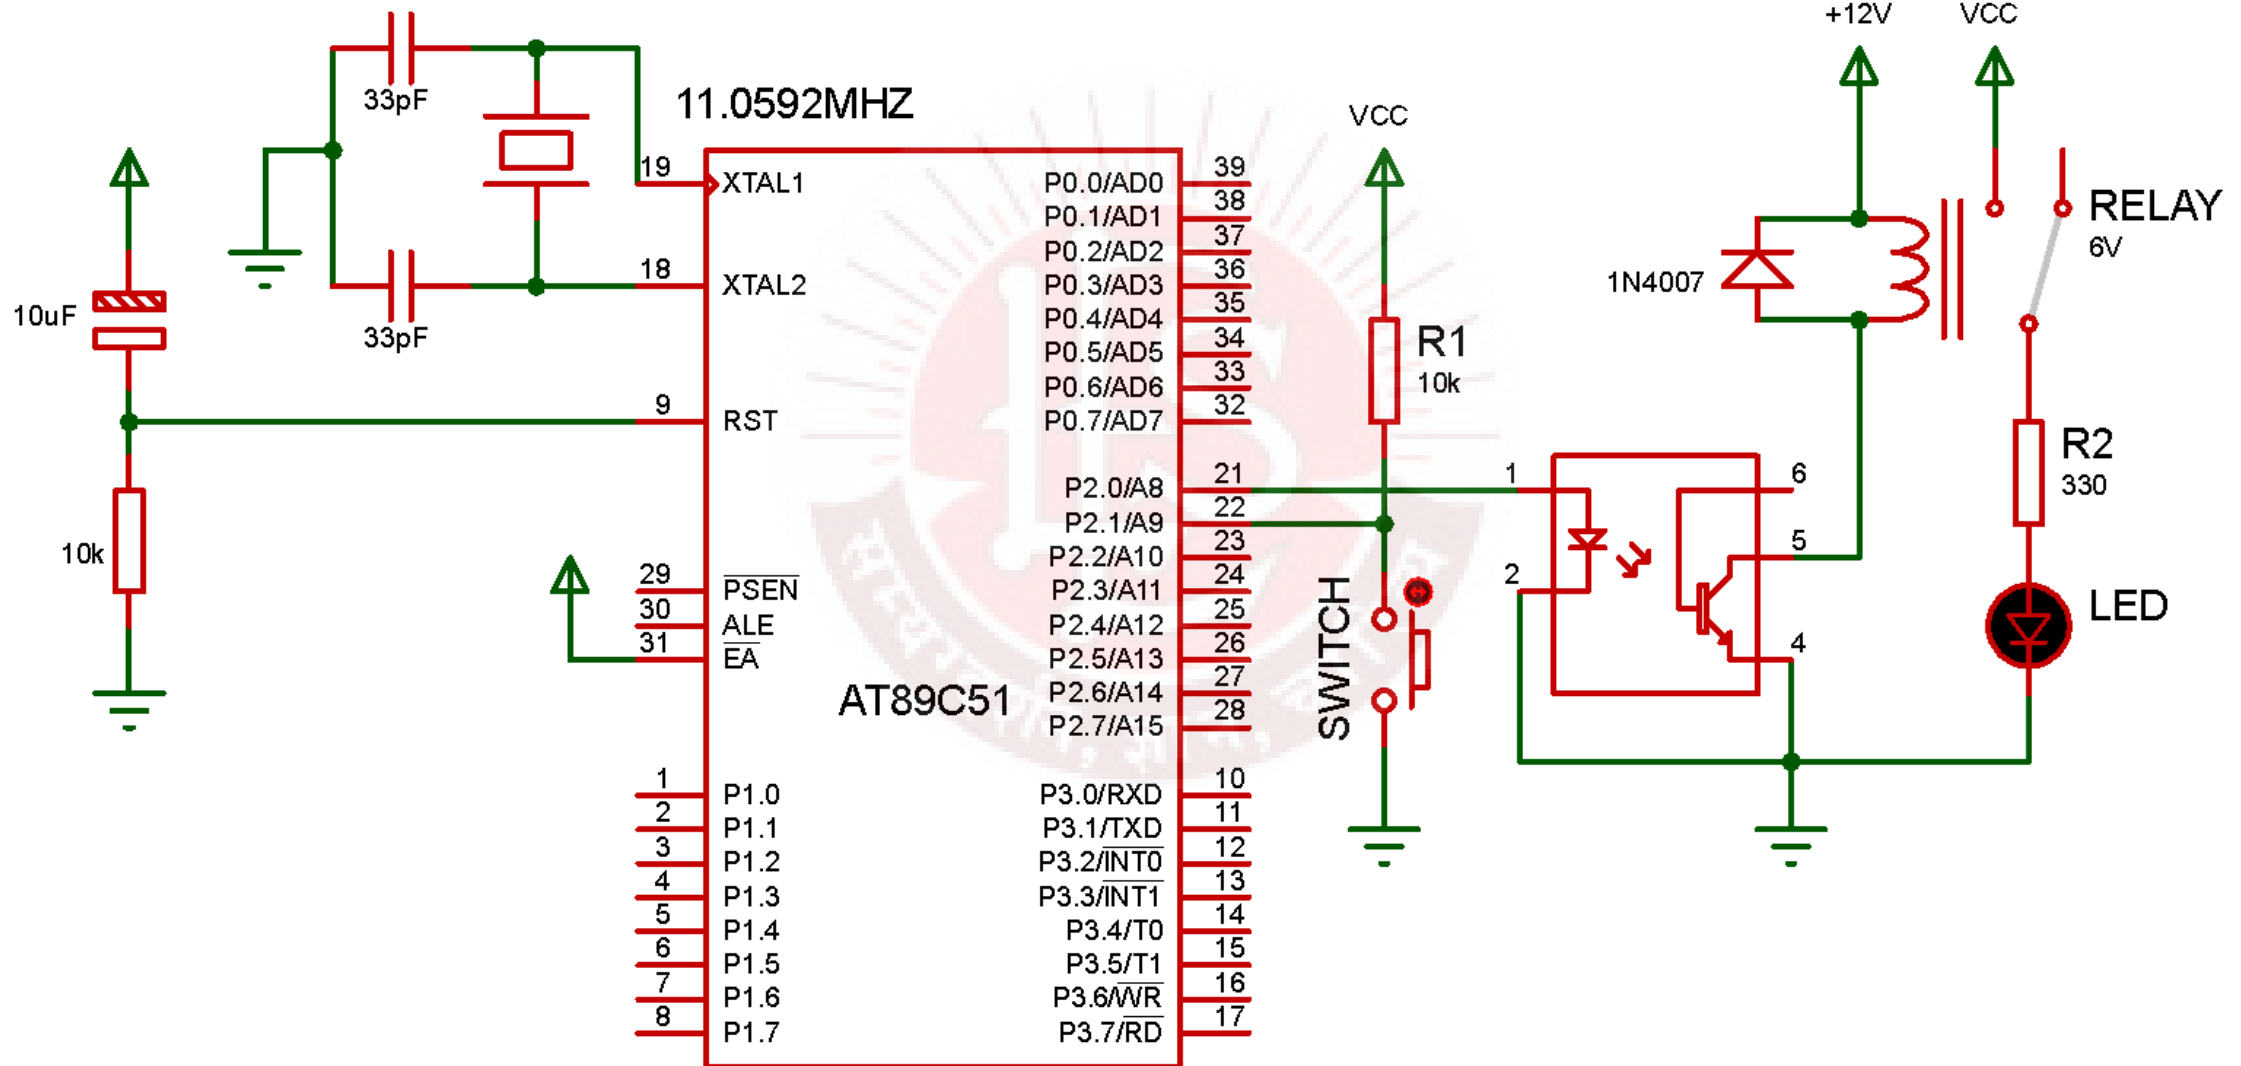 +12V
VCC
33pF
11.0592MHZ
VCC
19
XTAL1
P0.0/AD0
39
P0.1/AD1
38
P0.2/AD2
37
P0.3/AD3
36
P0.4/AD4
35
P0.5/AD5
34
P0.6/AD6
33
P0.7/AD7
32
RELAY
6V
18
XTAL2
1N4007
10uF
33pF
R1
10k
9
RST
R2
330
P2.0/A8
21
P2.1/A9
22
P2.2/A10
23
P2.3/A11
24
P2.4/A12
25
P2.5/A13
26
P2.6/A14
27
P2.7/A15
28
1
2
6
5
4
10k
29
PSEN
30
ALE
31
EA
SWITCH
LED
AT89C51
1
P1.0
2
P1.1
3
P1.2
4
P1.3
5
P1.4
6
P1.5
7
P1.6
8
P1.7
P3.0/RXD
10
P3.1/TXD
11
P3.2/INT0
12
P3.3/INT1
13
P3.4/T0
14
P3.5/T1
15
P3.6/WR
16
P3.7/RD
17